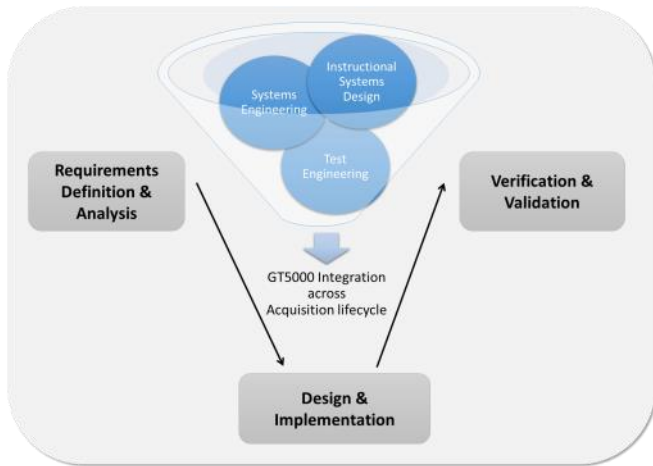 Instructional
Systems
Design
Systems
Engineering
Test
Engineering
Requirements
Definition &
Analysis
Verification &
Validation
GT5000 Integration
across
Acquisition lifecycle
Design &
Implementation